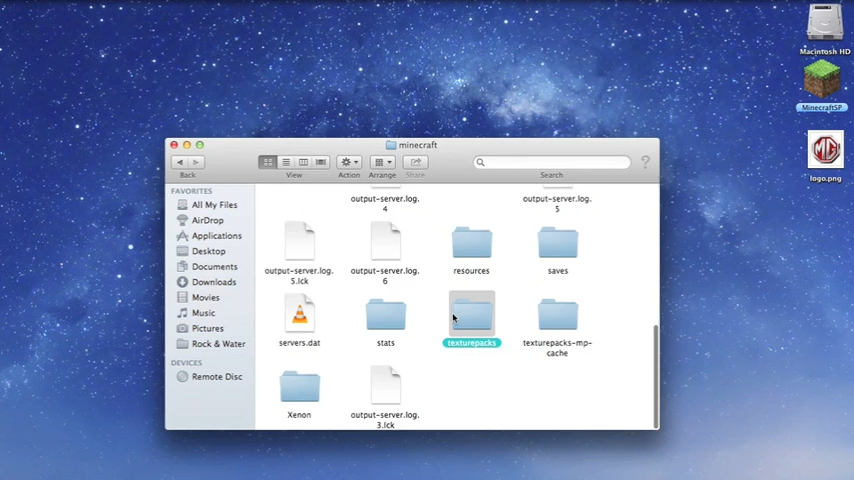 Macintosh HD
MinecraftSP
MG
logo.png
minecraft
Back
View
Action
Arrange
Share
Search
?
FAVORITES
All My Files
AirDrop
Applications
Desktop
Documents
Downloads
Movies
Music
Pictures
Rock & Water
DEVICES
Remote Disc
output-server.log.
4
output-server.log.
5
output-server.log.
5.lck
output-server.log.
6
resources
saves
servers.dat
stats
texturepacks
texturepacks-mp-
cache
Xenon
output-server.log.
3.lck